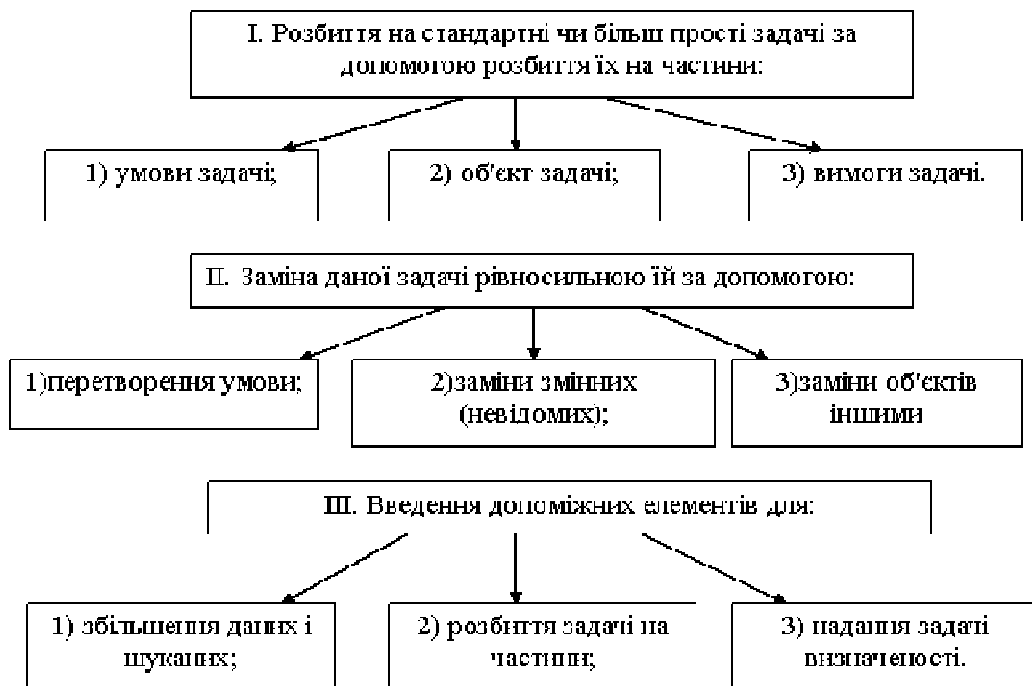 I. Розбиття на стандартні чи більш прості задачі за
допомогою розбиття їх на частини:
1) умови задачі;
2) об'єкт задачі;
3) вимоги задачі.
II. Заміна даної задачі рівносильною їй за допомогою:
1)перетворення умови;
2)заміни змінних
(невідомих);
3)заміни об'єктів
іншими
III. Введення допоміжних елементів для:
1) збільшення даних і
шуканих;
2) розбиття задачі на
частини;
3) надання задачі
визначеності.